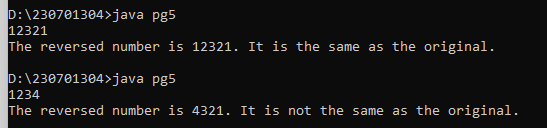 D:\230701304>java pg5
12321
The reversed number is 12321. It is the same as the original.
D:\230701304>java pg5
1234
The reversed number is 4321. It is not the same as the original.